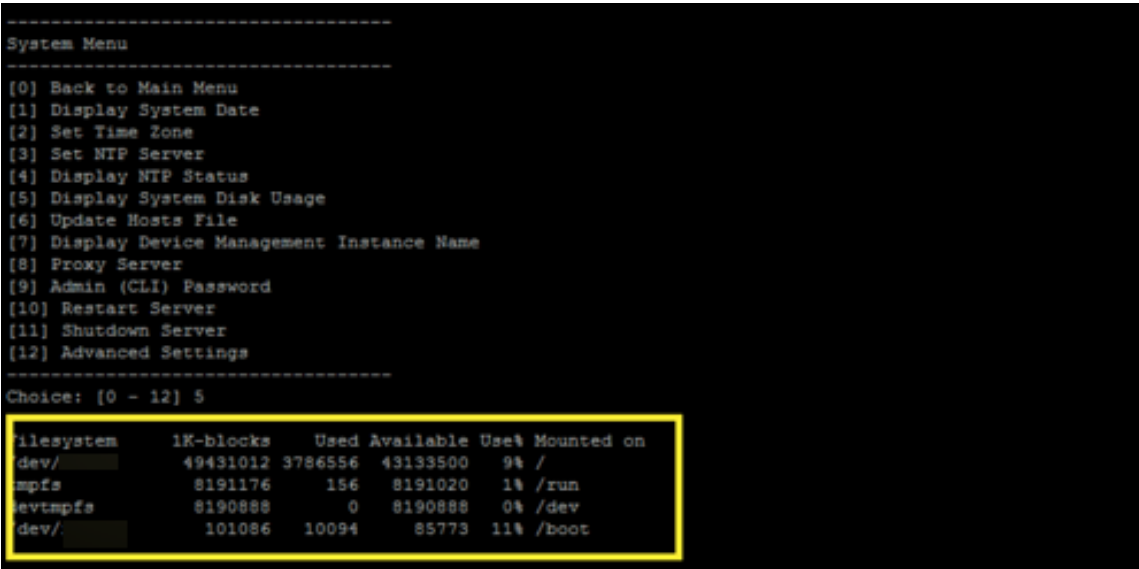 -----------------------------------
System Menu
-----------------------------------
[0] Back to Main Menu
[1] Display System Date
[2] Set Time Zone
[3] Set NTP Server
[4] Display NTP Status
[5] Display System Disk Usage
[6] Update Hosts File
[7] Display Device Management Instance Name
[8] Proxy Server
[9] Admin (CLI) Password
[10] Restart Server
[11] Shutdown Server
[12] Advanced Settings
-----------------------------------
Choice: [0 - 12] 5
Filesystem 1K-blocks Used Available Use% Mounted on
/dev/ 49431012 3786556 43133500 9% /
tmpfs 8191176 156 8191020 1% /run
devtmpfs 8190888 0 8190888 0% /dev
/dev/ 101086 10094 85773 11% /boot